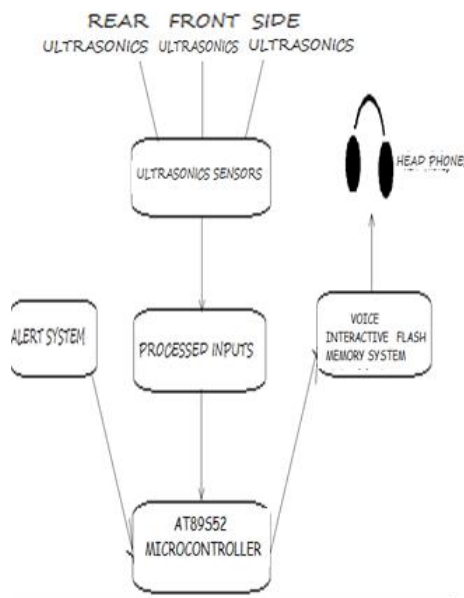 REAR FRONT SIDE
ULTRASONICS ULTRASONICS ULTRASONICS
ULTRASONICS SENSORS
HEAD PHONE
ALERT SYSTEM
PROCESSED INPUTS
VOICE
INTERACTIVE FLASH
MEMORY SYSTEM
AT89S52
MICROCONTROLLER